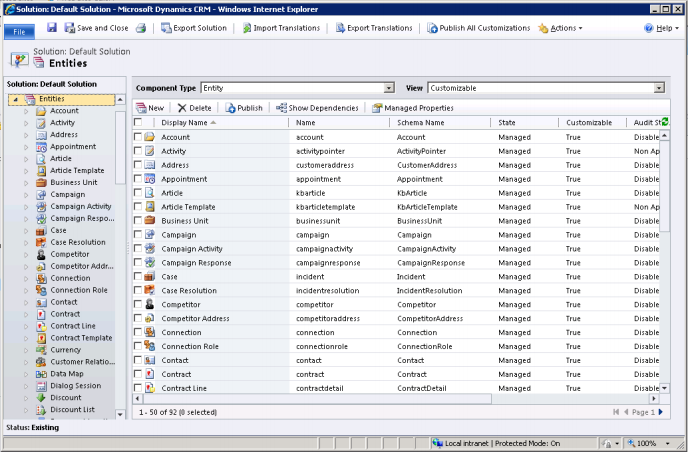 Solution: Default Solution - Microsoft Dynamics CRM - Windows Internet Explorer
File Save and Close Export Solution Import Translations Export Translations Publish All Customizations Actions Help
Solution: Default Solution
Entities
Solution: Default Solution
Entities
Account
Activity
Address
Appointment
Article
Article Template
Business Unit
Campaign
Campaign Activity
Campaign Respo...
Case
Case Resolution
Competitor
Competitor Addr...
Connection
Connection Role
Contact
Contract
Contract Line
Contract Template
Currency
Customer Relatio...
Data Map
Dialog Session
Discount
Discount List
Component Type Entity View Customizable
New Delete Publish Show Dependencies Managed Properties
Display Name Name Schema Name State Customizable Audit St
Account account Account Managed True Disable
Activity activitypointer ActivityPointer Managed True Non Ap
Address customeraddress CustomerAddress Managed True Disable
Appointment appointment Appointment Managed True Disable
Article kbarticle KbArticle Managed True Disable
Article Template kbarticletemplate KbArticleTemplate Managed True Non Ap
Business Unit businessunit BusinessUnit Managed True Disable
Campaign campaign Campaign Managed True Disable
Campaign Activity campaignactivity CampaignActivity Managed True Disable
Campaign Response campaignresponse CampaignResponse Managed True Disable
Case incident Incident Managed True Disable
Case Resolution incidentresolution IncidentResolution Managed True Disable
Competitor competitor Competitor Managed True Disable
Competitor Address competitoraddress CompetitorAddress Managed True Disable
Connection connection Connection Managed True Disable
Connection Role connectionrole ConnectionRole Managed True Disable
Contact contact Contact Managed True Disable
Contract contract Contract Managed True Disable
Contract Line contractdetail ContractDetail Managed True Disable
1 - 50 of 92 (0 selected) Page 1
Status: Existing
Local intranet | Protected Mode: On 100%